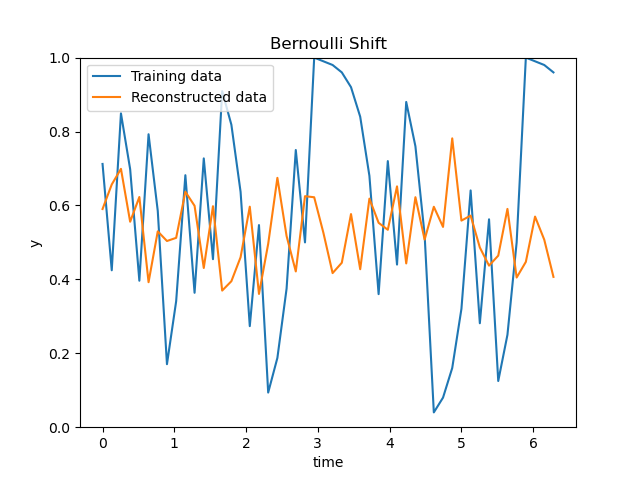 Bernoulli Shift
Training data
Reconstructed data
y
1.0
0.8
0.6
0.4
0.2
0.0
0 1 2 3 4 5 6
time